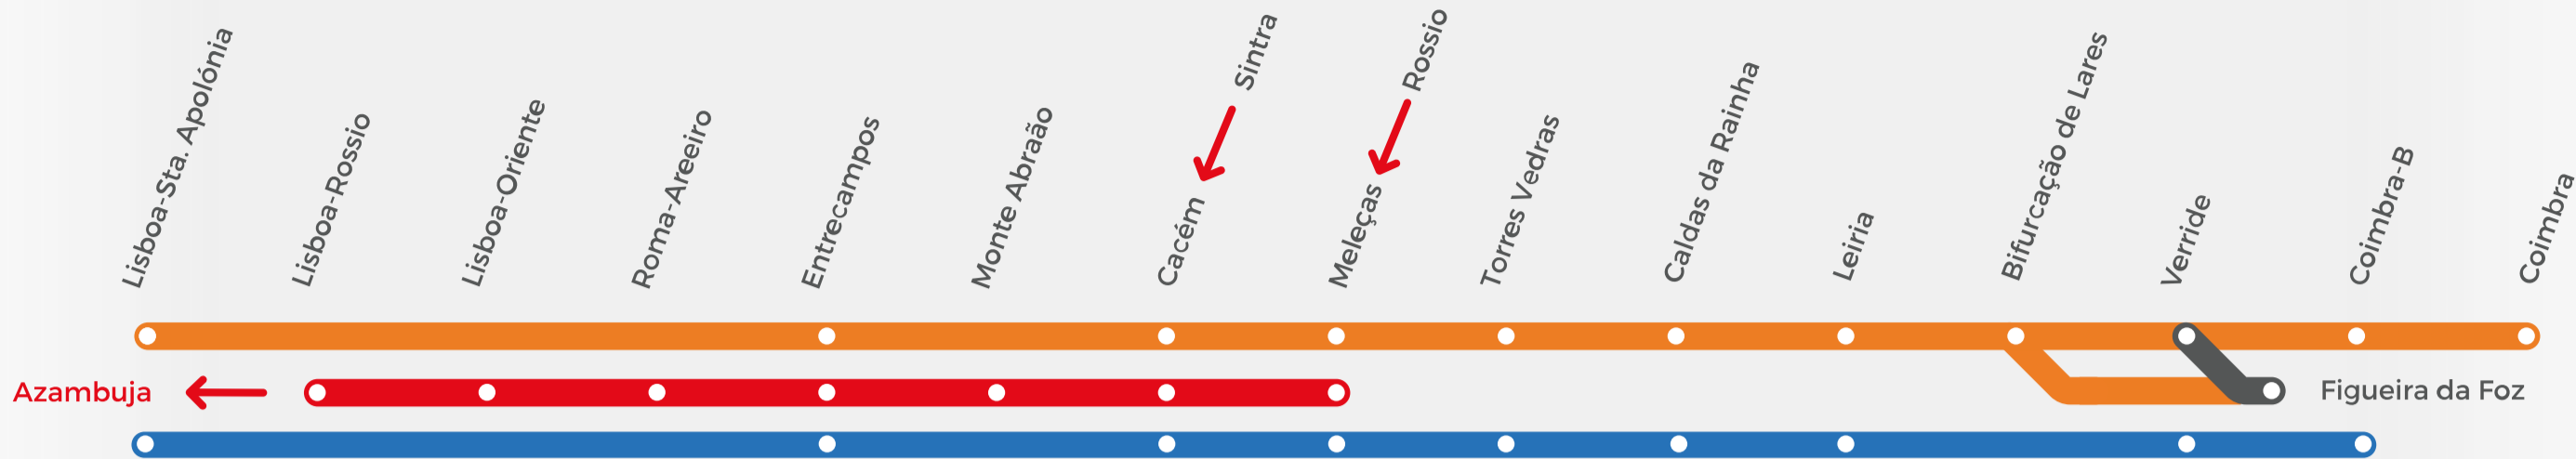 Lisboa-Sta. Apolónia
Lisboa-Rossio
Lisboa-Oriente
Roma-Areeiro
Entrecampos
Monte Abraão
Sintra
Cacém
Rossio
Meleças
Torres Vedras
Caldas da Rainha
Leiria
Bifurcação de Lares
Verride
Coimbra-B
Coimbra
Azambuja
Figueira da Foz